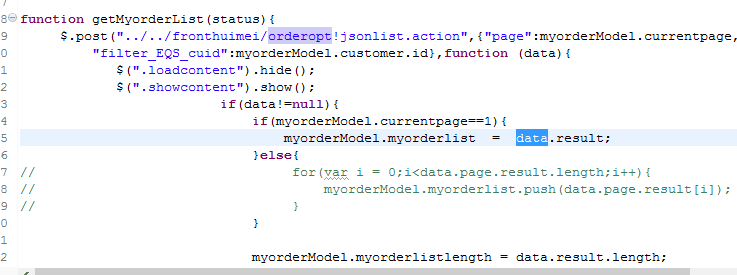 8 function getMyorderList(status){
9 $.post("../../fronthuimei/orderopt!jsonlist.action",{"page":myorderModel.currentpage,
0 "filter_EQS_cuid":myorderModel.customer.id},function (data){
1 $(".loadcontent").hide();
2 $(".showcontent").show();
3 if(data!=null){
4 if(myorderModel.currentpage==1){
5 myorderModel.myorderlist = data.result;
6 }else{
7 // for(var i = 0;i<data.page.result.length;i++){
8 // myorderModel.myorderlist.push(data.page.result[i]);
9 // }
0 }
1
2 myorderModel.myorderlistlength = data.result.length;